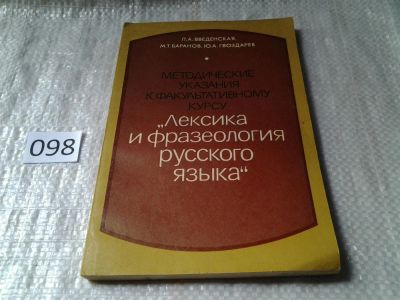 Л.А. ВВЕДЕНСКАЯ,
М.Т. БАРАНОВ, Ю.А. ГВОЗДАРЕВ
МЕТОДИЧЕСКИЕ
УКАЗАНИЯ
К ФАКУЛЬТАТИВНОМУ
КУРСУ
„Лексика
и фразеология
русского
языка“
098